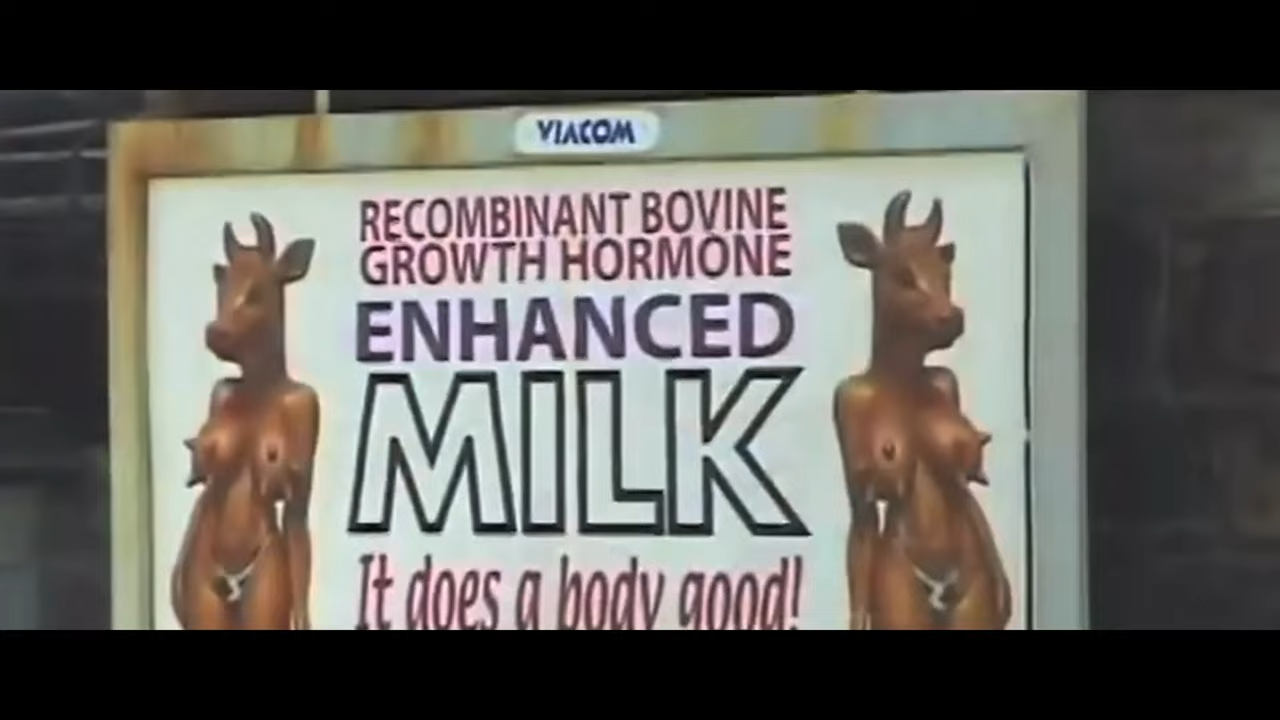 VIACOM
RECOMBINANT BOVINE
GROWTH HORMONE
ENHANCED
MILK
It does a body good!